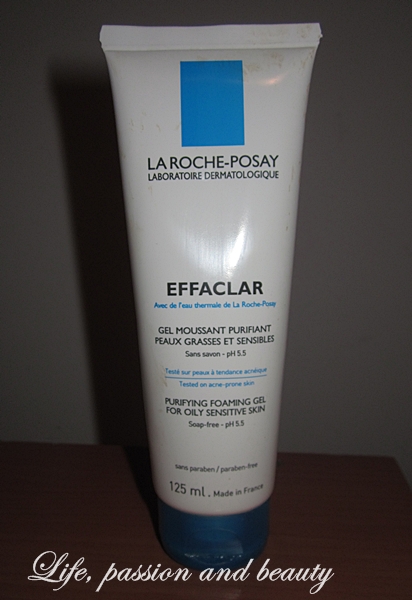 LA ROCHE-POSAY
LABORATOIRE DERMATOLOGIQUE
EFFACLAR
Avec de l'eau thermale de La Roche-Posay
GEL MOUSSANT PURIFIANT
PEAUX GRASSES ET SENSIBLES
Sans savon - pH 5.5
Testé sur peaux à tendance acnéique
Tested on acne-prone skin
PURIFYING FOAMING GEL
FOR OILY SENSITIVE SKIN
Soap-free - pH 5.5
sans paraben / paraben-free
125 ml. Made in France
Life, passion and beauty